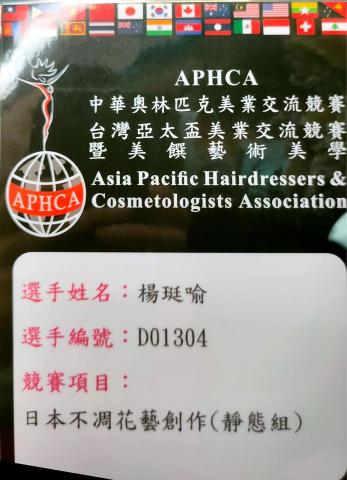 APHCA
中華奧林匹克美業交流競賽
台灣亞太盃美業交流競賽
暨美饌藝術美學
Asia Pacific Hairdressers &
Cosmetologists Association
APHCA
選手姓名：楊珽喻
選手編號：D01304
競賽項目：
日本不凋花藝創作(靜態組)